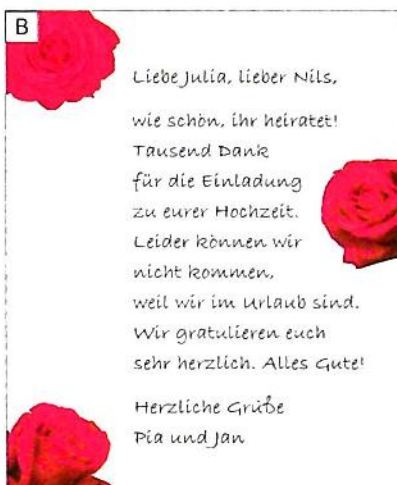 B
Liebe Julia, lieber Nils,
wie schön, ihr heiratet!
Tausend Dank
für die Einladung
zu eurer Hochzeit.
Leider können wir
nicht kommen,
weil wir im Urlaub sind.
Wir gratulieren euch
sehr herzlich. Alles Gute!
Herzliche Grüße
Pia und Jan